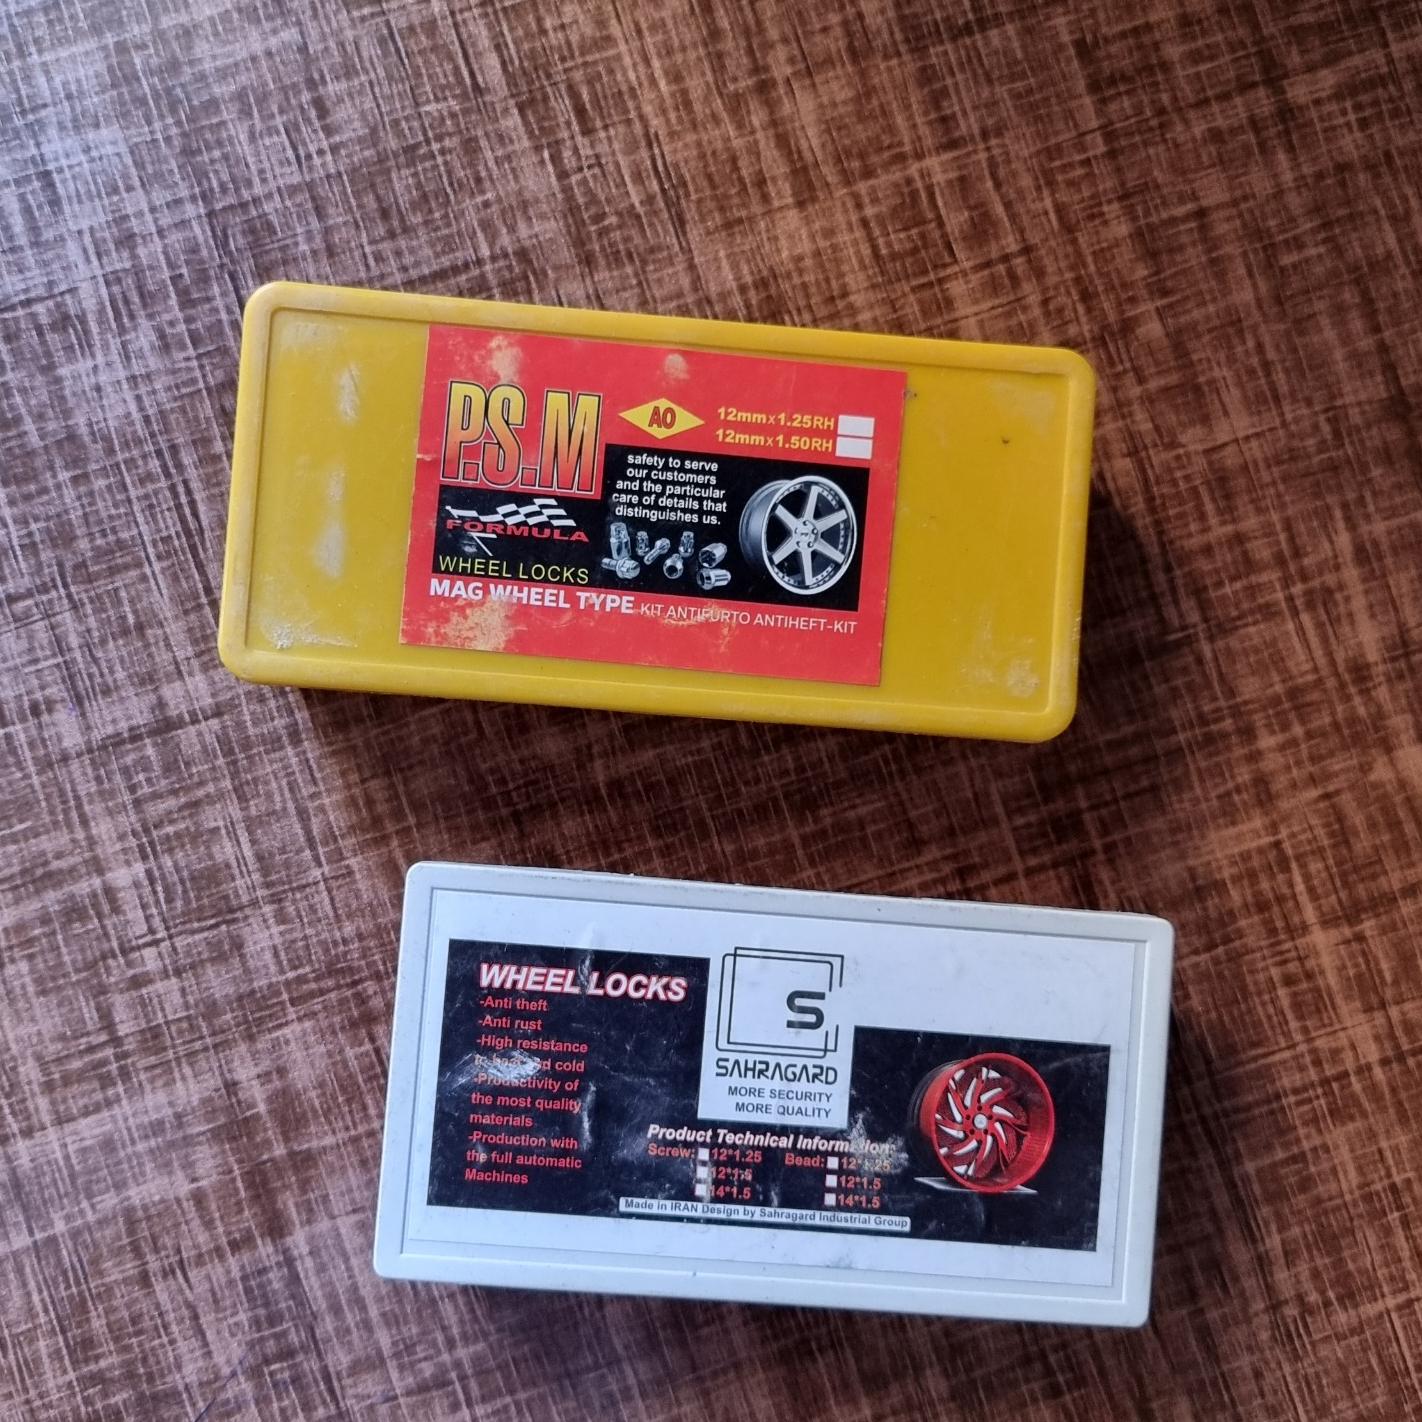 P.S.M
AO
12mmx1.25RH
12mmx1.50RH
safety to serve
our customers
and the particular
care of details that
distinguishes us.
FORMULA
WHEEL LOCKS
MAG WHEEL TYPE KIT ANTIFURTO ANTIHEFT-KIT
WHEEL LOCKS
-Anti theft
-Anti rust
-High resistance
to heat and cold
-Productivity of
the most quality
materials
-Production with
the full automatic
Machines
S
SAHRAGARD
MORE SECURITY
MORE QUALITY
Product Technical Information:
Screw: 12*1.25 Bead: 12*1.25
12*1.5 12*1.5
14*1.5 14*1.5
Made in IRAN Design by Sahragard Industrial Group